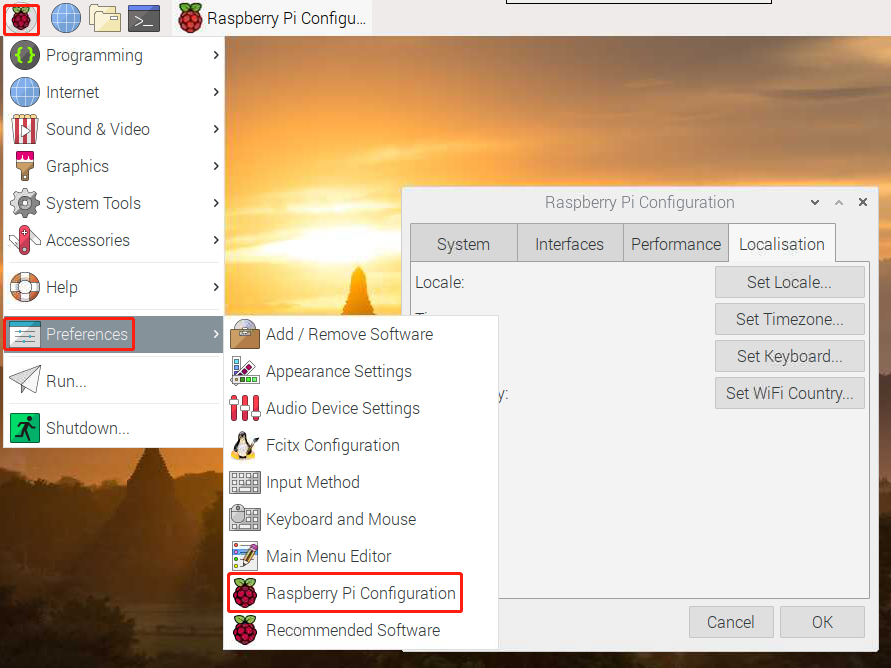 Raspberry Pi Configu...
Programming
Internet
Sound & Video
Graphics
System Tools
Accessories
Help
Preferences
Run...
Shutdown...
Add / Remove Software
Appearance Settings
Audio Device Settings
Fcitx Configuration
Input Method
Keyboard and Mouse
Main Menu Editor
Raspberry Pi Configuration
Recommended Software
Raspberry Pi Configuration
System Interfaces Performance Localisation
Locale: Set Locale...
Set Timezone...
Set Keyboard...
y: Set WiFi Country...
Cancel OK